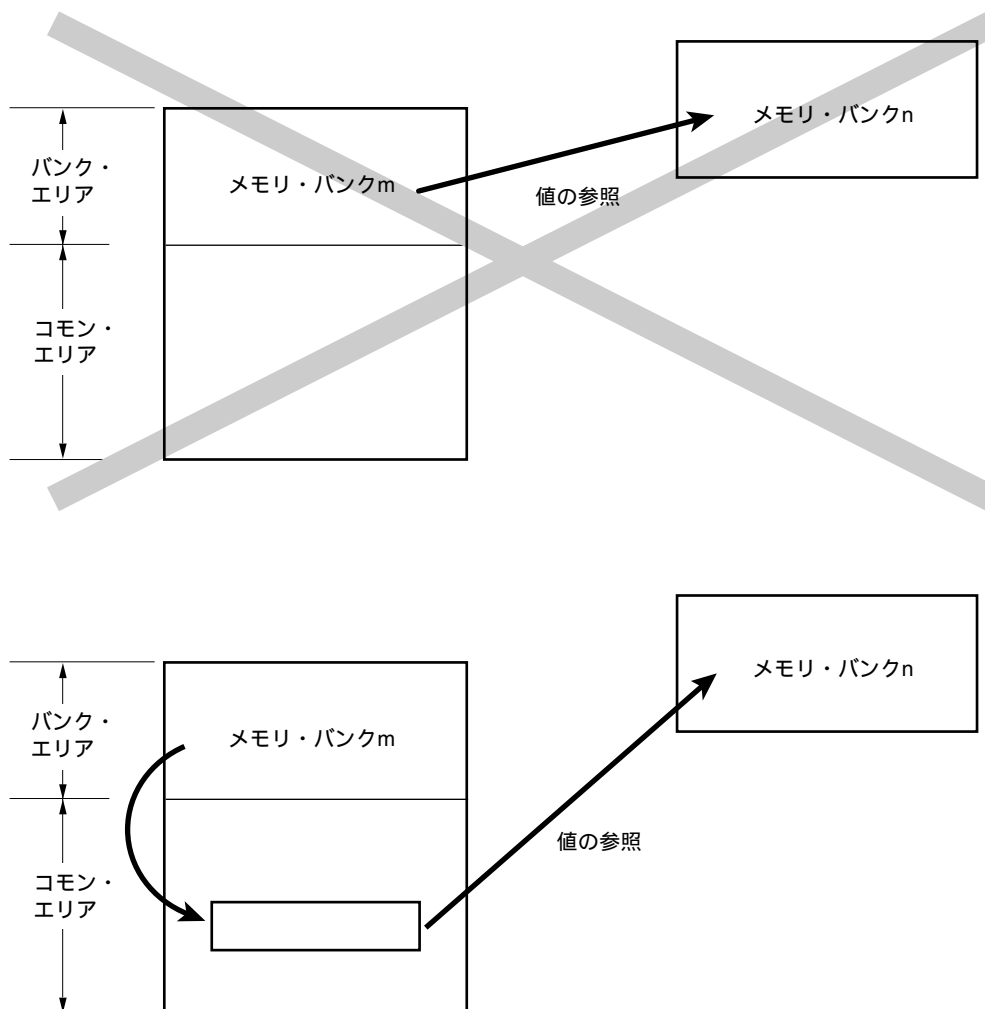 メモリ・バンクn
バンク・
エリア
メモリ・バンクm
値の参照
コモン・
エリア
メモリ・バンクn
バンク・
エリア
メモリ・バンクm
値の参照
コモン・
エリア